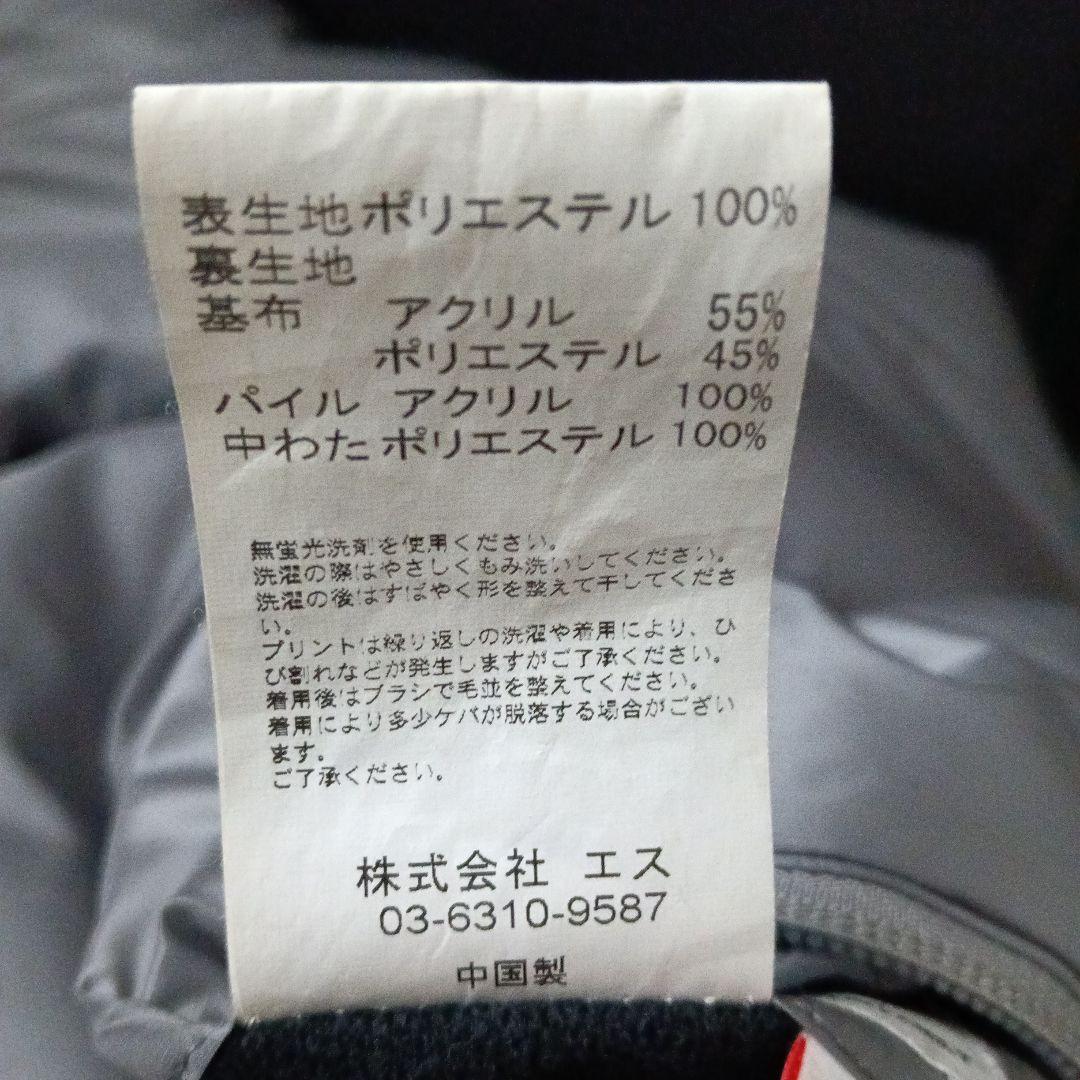 表生地 ポリエステル 100%
裏生地
基布 アクリル 55%
ポリエステル 45%
パイル アクリル 100%
中わた ポリエステル 100%
無蛍光洗剤を使用ください。
洗濯の際はやさしくもみ洗いしてください。
洗濯の後はすばやく形を整えて干してくださ
い。
プリントは繰り返しの洗濯や着用により、ひ
び割れなどが発生しますがご了承ください。
着用後はブラシで毛並を整えてください。
着用により多少ケバが脱落する場合がござい
ます。
ご了承ください。
株式会社 エス
03-6310-9587
中国製